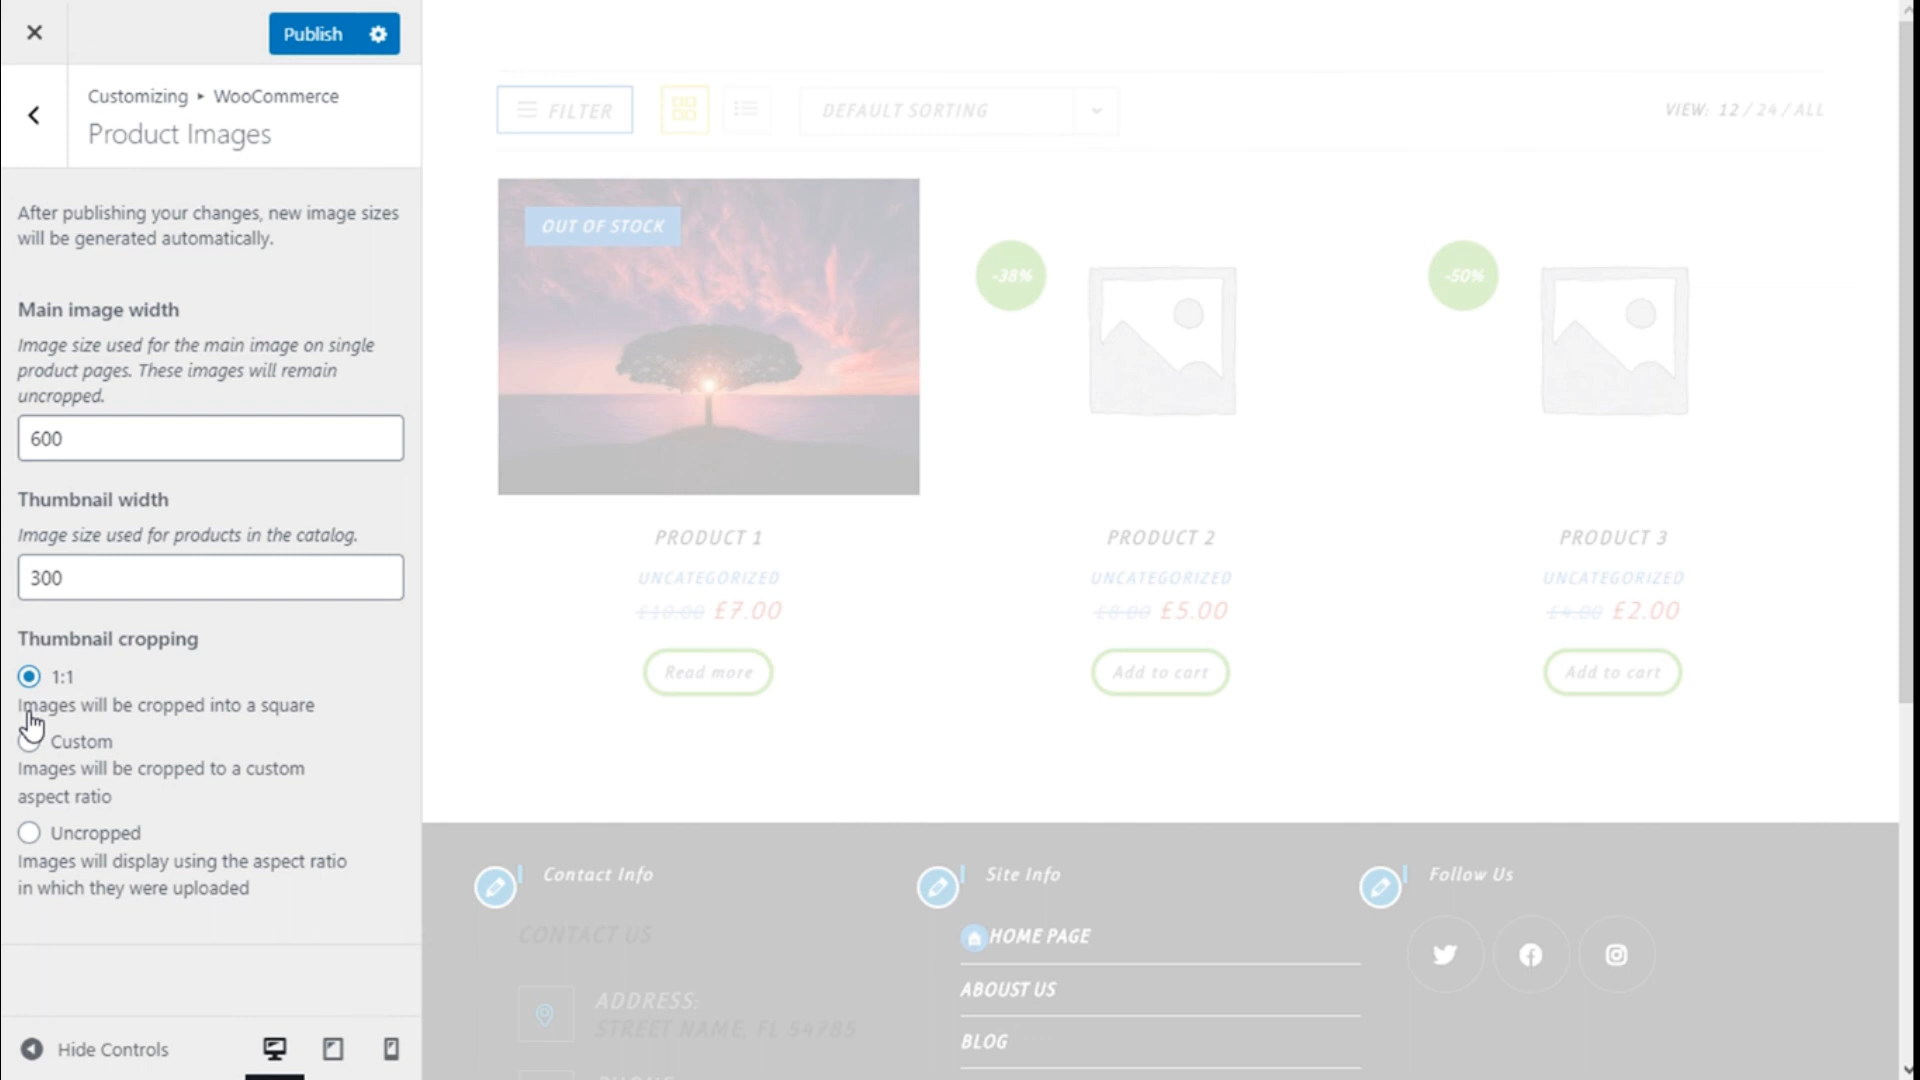 Publish
Customizing ▸ WooCommerce
Product Images
After publishing your changes, new image sizes
will be generated automatically.
Main image width
Image size used for the main image on single
product pages. These images will remain
uncropped.
600
Thumbnail width
Image size used for products in the catalog.
300
Thumbnail cropping
1:1
Images will be cropped into a square
Custom
Images will be cropped to a custom
aspect ratio
Uncropped
Images will display using the aspect ratio
in which they were uploaded
Hide Controls
FILTER
DEFAULT SORTING
VIEW: 12 / 24 / ALL
OUT OF STOCK
-38%
-50%
PRODUCT 1
PRODUCT 2
PRODUCT 3
UNCATEGORIZED
UNCATEGORIZED
UNCATEGORIZED
£10.00 £7.00
£8.00 £5.00
£4.00 £2.00
Read more
Add to cart
Add to cart
Contact Info
CONTACT US
ADDRESS:
STREET NAME, FL 54785
Site Info
HOME PAGE
ABOUST US
BLOG
Follow Us